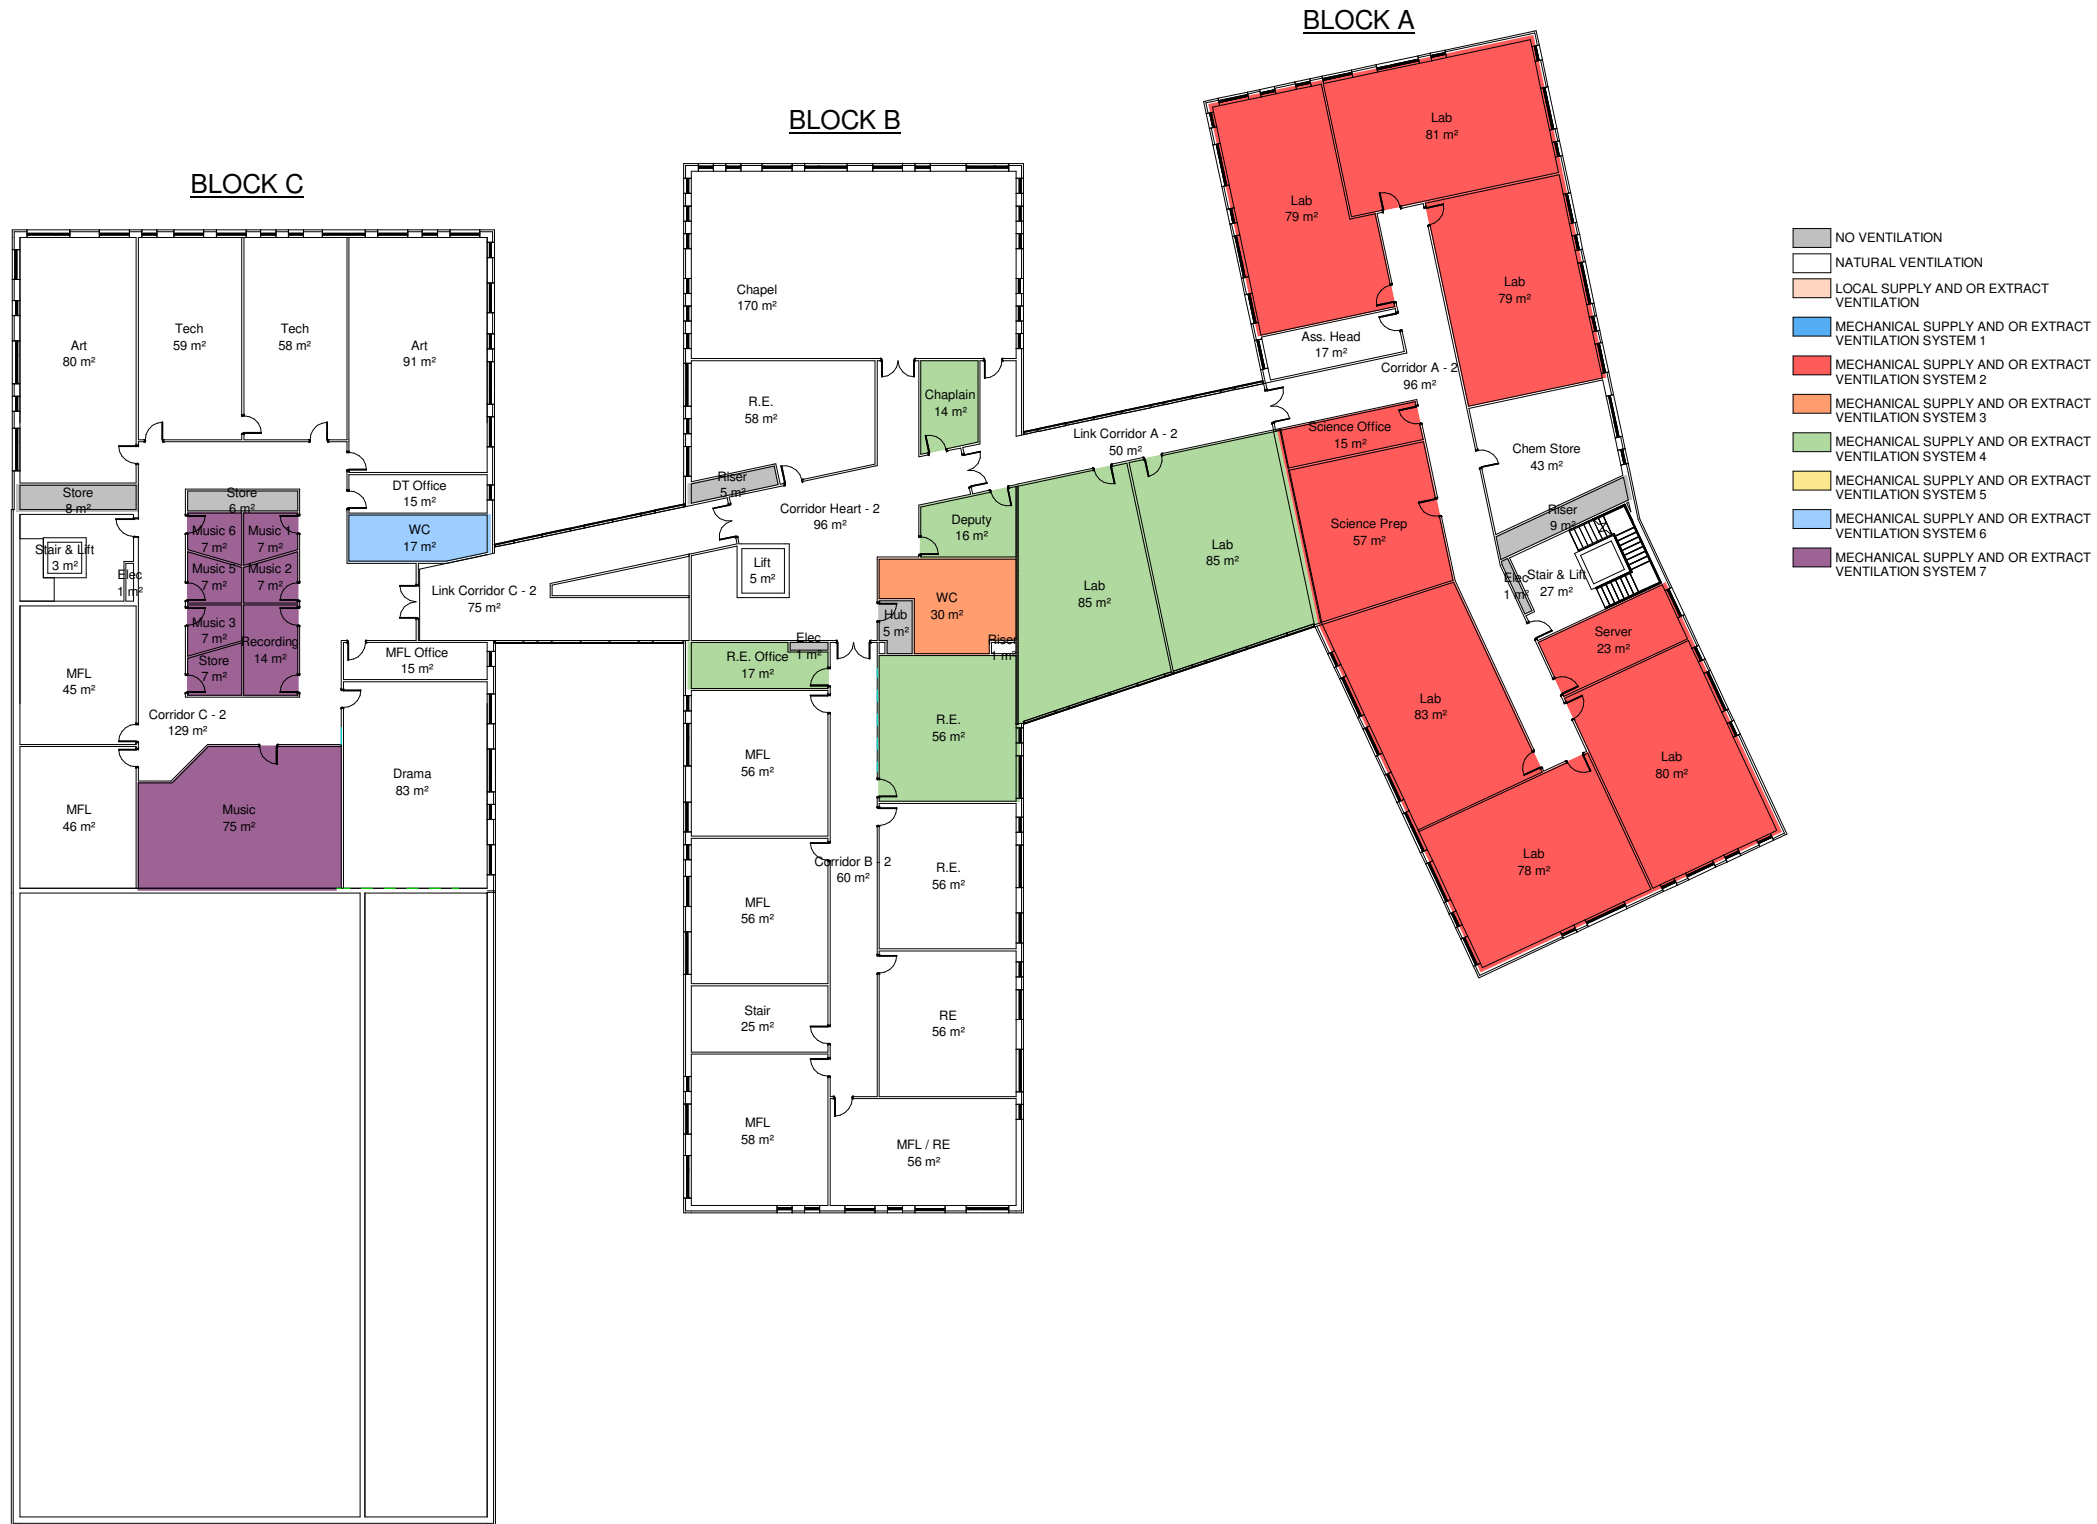 BLOCK A
BLOCK B
BLOCK C
Lab
81 m²
Lab
79 m²
Lab
79 m²
Ass. Head
17 m²
Corridor A - 2
96 m²
Science Office
15 m²
Chem Store
43 m²
Riser
9 m²
Science Prep
57 m²
Elec
1 m²
Stair & Lift
27 m²
Server
23 m²
Lab
83 m²
Lab
80 m²
Lab
78 m²
Chapel
170 m²
R.E.
58 m²
Chaplain
14 m²
Link Corridor A - 2
50 m²
Riser
5 m²
Corridor Heart - 2
96 m²
Deputy
16 m²
Lab
85 m²
Lab
85 m²
Lift
5 m²
WC
30 m²
Hub
5 m²
Riser
1 m²
Elec
1 m²
R.E. Office
17 m²
R.E.
56 m²
MFL
56 m²
Corridor B - 2
60 m²
R.E.
56 m²
MFL
56 m²
Stair
25 m²
RE
56 m²
MFL
58 m²
MFL / RE
56 m²
Art
80 m²
Tech
59 m²
Tech
58 m²
Art
91 m²
Store
8 m²
Store
6 m²
DT Office
15 m²
WC
17 m²
Music 6
7 m²
Music 1
7 m²
Stair & Lift
3 m²
Elec
1 m²
Music 5
7 m²
Music 2
7 m²
Link Corridor C - 2
75 m²
Music 3
7 m²
Recording
14 m²
Store
7 m²
MFL Office
15 m²
MFL
45 m²
Corridor C - 2
129 m²
Drama
83 m²
MFL
46 m²
Music
75 m²
NO VENTILATION
NATURAL VENTILATION
LOCAL SUPPLY AND OR EXTRACT
VENTILATION
MECHANICAL SUPPLY AND OR EXTRACT
VENTILATION SYSTEM 1
MECHANICAL SUPPLY AND OR EXTRACT
VENTILATION SYSTEM 2
MECHANICAL SUPPLY AND OR EXTRACT
VENTILATION SYSTEM 3
MECHANICAL SUPPLY AND OR EXTRACT
VENTILATION SYSTEM 4
MECHANICAL SUPPLY AND OR EXTRACT
VENTILATION SYSTEM 5
MECHANICAL SUPPLY AND OR EXTRACT
VENTILATION SYSTEM 6
MECHANICAL SUPPLY AND OR EXTRACT
VENTILATION SYSTEM 7